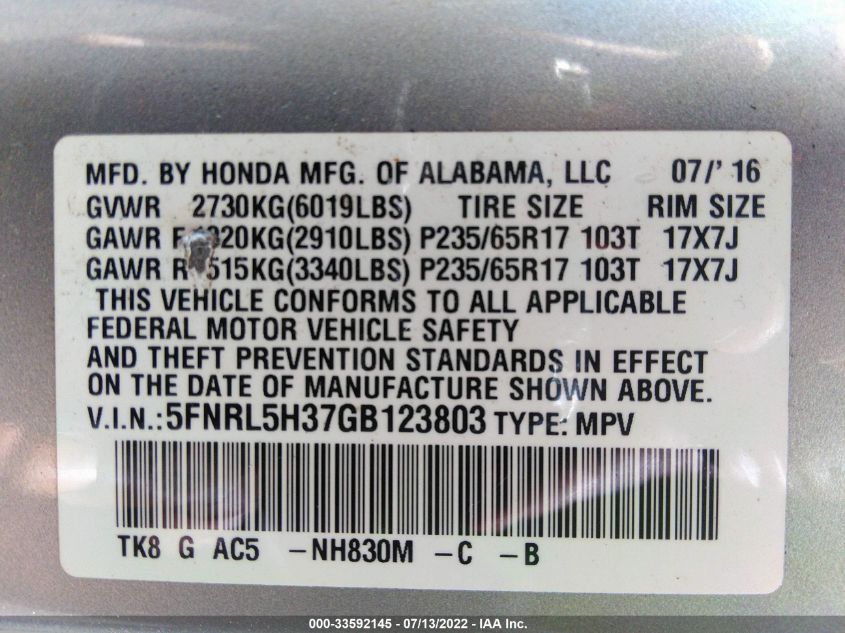 MFD. BY HONDA MFG. OF ALABAMA, LLC 07/' 16
GVWR 2730KG(6019LBS) TIRE SIZE RIM SIZE
GAWR F 320KG(2910LBS) P235/65R17 103T 17X7J
GAWR R 515KG(3340LBS) P235/65R17 103T 17X7J
THIS VEHICLE CONFORMS TO ALL APPLICABLE
FEDERAL MOTOR VEHICLE SAFETY
AND THEFT PREVENTION STANDARDS IN EFFECT
ON THE DATE OF MANUFACTURE SHOWN ABOVE.
V.I.N.:5FNRL5H37GB123803 TYPE: MPV
TK8 G AC5 -NH830M -C -B
000-33592145 - 07/13/2022 - IAA Inc.